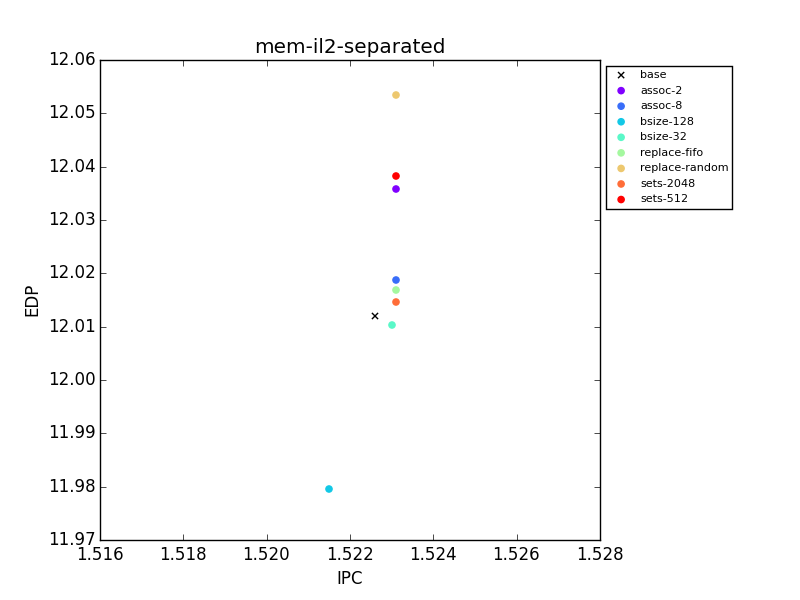 mem-il2-separated
12.06
12.05
12.04
12.03
12.02
12.01
12.00
11.99
11.98
11.97
EDP
1.516 1.518 1.520 1.522 1.524 1.526 1.528
IPC
base
assoc-2
assoc-8
bsize-128
bsize-32
replace-fifo
replace-random
sets-2048
sets-512